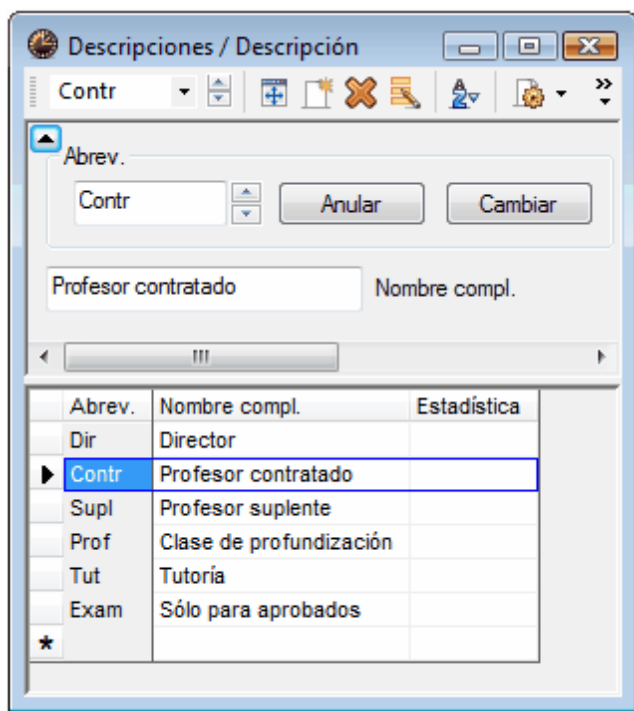 Descripciones / Descripción
Contr
Abrev.
Contr Anular Cambiar
Profesor contratado Nombre compl.
Abrev. Nombre compl. Estadística
Dir Director
Contr Profesor contratado
Supl Profesor suplente
Prof Clase de profundización
Tut Tutoría
Exam Sólo para aprobados
*